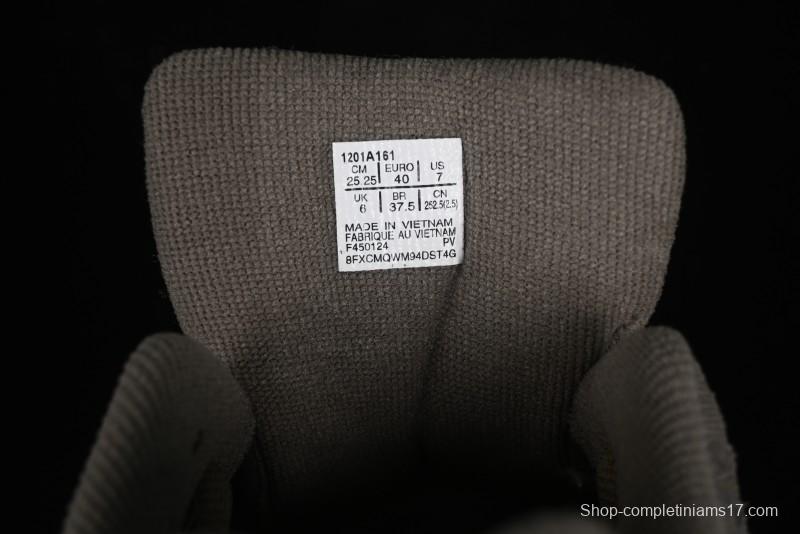 1201A161
CM | EURO | US
25.25 | 40 | 7
UK | BR | CN
6 | 37.5 | 252.5(2.5)
MADE IN VIETNAM
FABRIQUE AU VIETNAM
F450124 PV
8FXCMQWM94DST4G
Shop-completiniams17.com